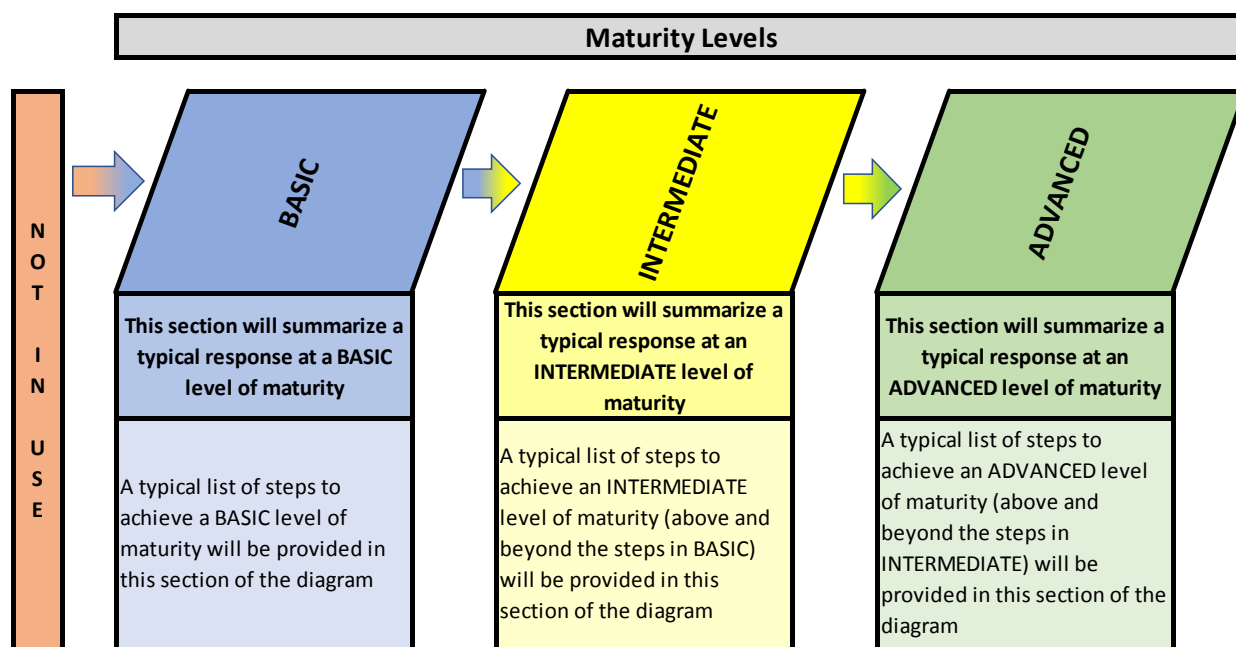 Maturity Levels
N
O
T
I
N
U
S
E
BASIC
INTERMEDIATE
ADVANCED
This section will summarize a
typical response at a BASIC
level of maturity
This section will summarize a
typical response at an
INTERMEDIATE level of
maturity
This section will summarize a
typical response at an
ADVANCED level of maturity
A typical list of steps to
achieve a BASIC level of
maturity will be provided in
this section of the diagram
A typical list of steps to
achieve an INTERMEDIATE
level of maturity (above and
beyond the steps in BASIC)
will be provided in this
section of the diagram
A typical list of steps to
achieve an ADVANCED level
of maturity (above and
beyond the steps in
INTERMEDIATE) will be
provided in this section of the
diagram